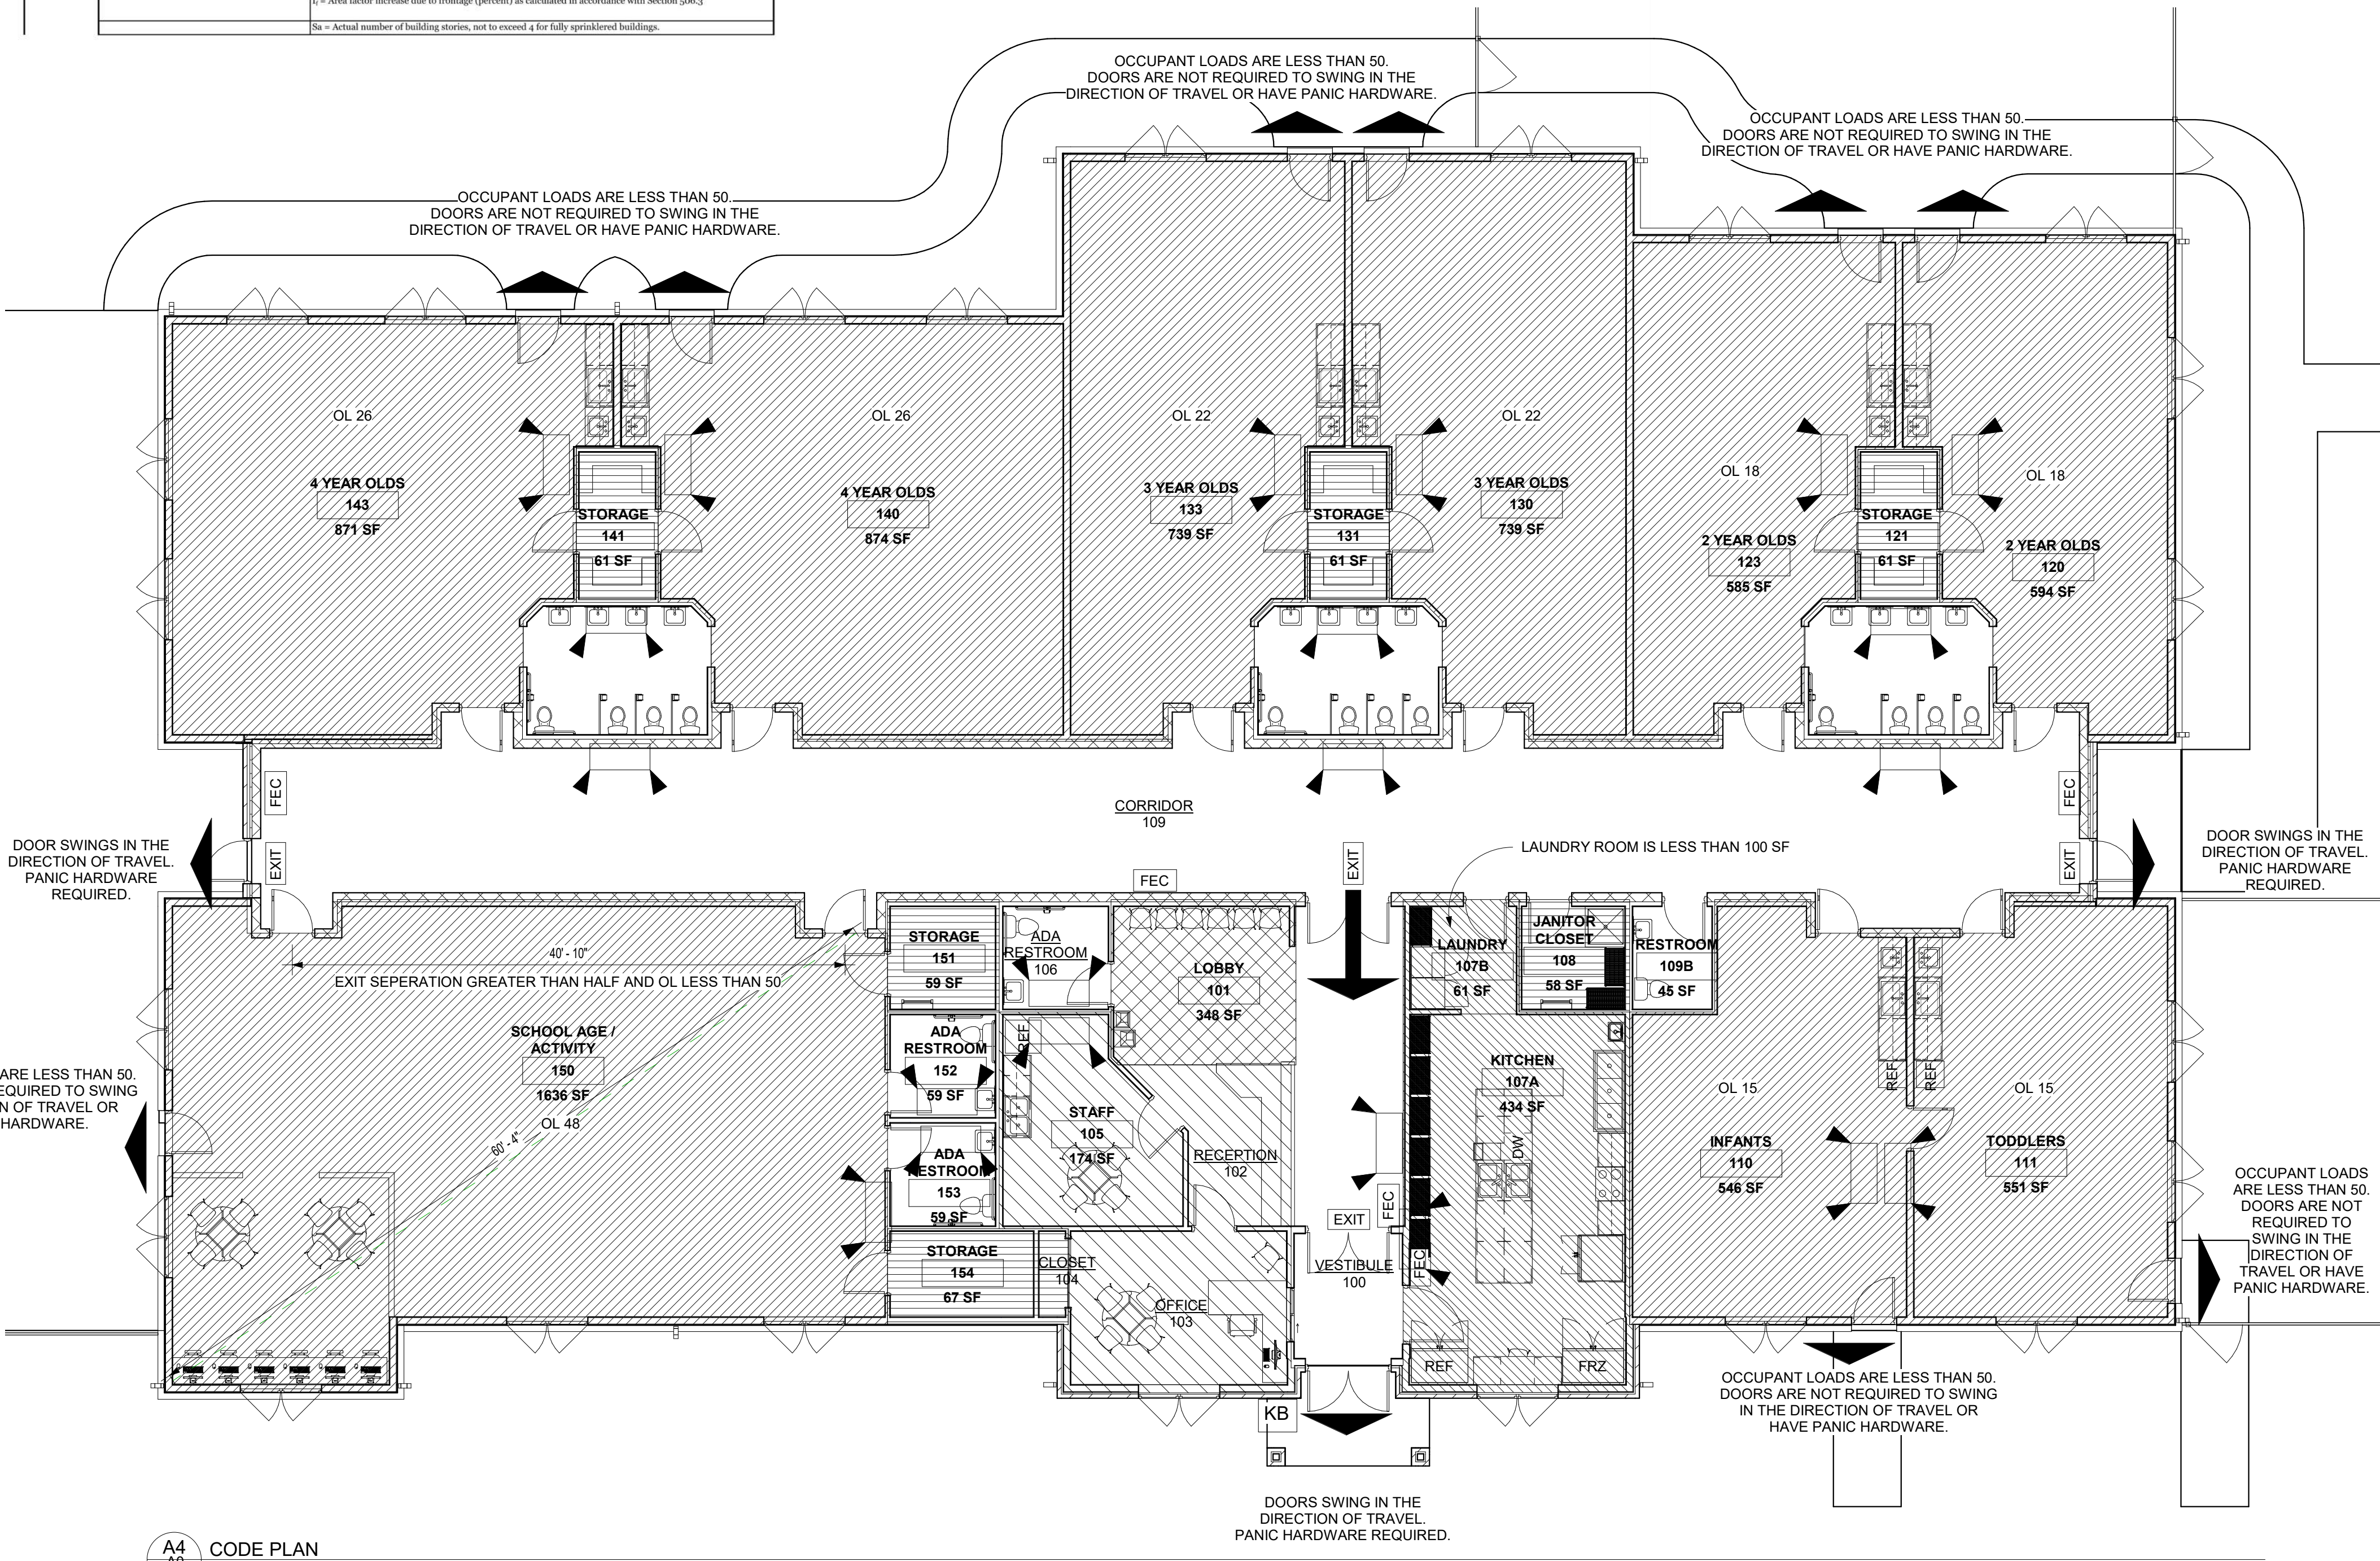 I_f = Area factor increase due to frontage (percent) as calculated in accordance with Section 506.3
Sa = Actual number of building stories, not to exceed 4 for fully sprinklered buildings.
OCCUPANT LOADS ARE LESS THAN 50.
DOORS ARE NOT REQUIRED TO SWING IN THE
DIRECTION OF TRAVEL OR HAVE PANIC HARDWARE.
OCCUPANT LOADS ARE LESS THAN 50.
DOORS ARE NOT REQUIRED TO SWING IN THE
DIRECTION OF TRAVEL OR HAVE PANIC HARDWARE.
OCCUPANT LOADS ARE LESS THAN 50.
DOORS ARE NOT REQUIRED TO SWING IN THE
DIRECTION OF TRAVEL OR HAVE PANIC HARDWARE.
OL 26
4 YEAR OLDS
143
871 SF
STORAGE
141
61 SF
OL 26
4 YEAR OLDS
140
874 SF
OL 22
3 YEAR OLDS
133
739 SF
STORAGE
131
61 SF
OL 22
3 YEAR OLDS
130
739 SF
OL 18
2 YEAR OLDS
123
585 SF
STORAGE
121
61 SF
OL 18
2 YEAR OLDS
120
594 SF
FEC
EXIT
DOOR SWINGS IN THE
DIRECTION OF TRAVEL.
PANIC HARDWARE
REQUIRED.
CORRIDOR
109
FEC
EXIT
LAUNDRY ROOM IS LESS THAN 100 SF
FEC
EXIT
DOOR SWINGS IN THE
DIRECTION OF TRAVEL.
PANIC HARDWARE
REQUIRED.
40' - 10"
EXIT SEPERATION GREATER THAN HALF AND OL LESS THAN 50
SCHOOL AGE /
ACTIVITY
150
1636 SF
OL 48
60' - 4"
ARE LESS THAN 50.
EQUIRED TO SWING
N OF TRAVEL OR
HARDWARE.
STORAGE
151
59 SF
ADA
RESTROOM
106
LOBBY
101
348 SF
ADA
RESTROOM
152
59 SF
REF
STAFF
105
174 SF
RECEPTION
102
ADA
RESTROOM
153
59 SF
STORAGE
154
67 SF
CLOSET
104
OFFICE
103
EXIT
FEC
VESTIBULE
100
FEC
LAUNDRY
107B
61 SF
JANITOR
CLOSET
108
58 SF
RESTROOM
109B
45 SF
KITCHEN
107A
434 SF
DW
REF
FRZ
OL 15
INFANTS
110
546 SF
REF
REF
OL 15
TODDLERS
111
551 SF
OCCUPANT LOADS
ARE LESS THAN 50.
DOORS ARE NOT
REQUIRED TO
SWING IN THE
DIRECTION OF
TRAVEL OR HAVE
PANIC HARDWARE.
OCCUPANT LOADS ARE LESS THAN 50.
DOORS ARE NOT REQUIRED TO SWING
IN THE DIRECTION OF TRAVEL OR
HAVE PANIC HARDWARE.
KB
DOORS SWING IN THE
DIRECTION OF TRAVEL.
PANIC HARDWARE REQUIRED.
A4
CODE PLAN